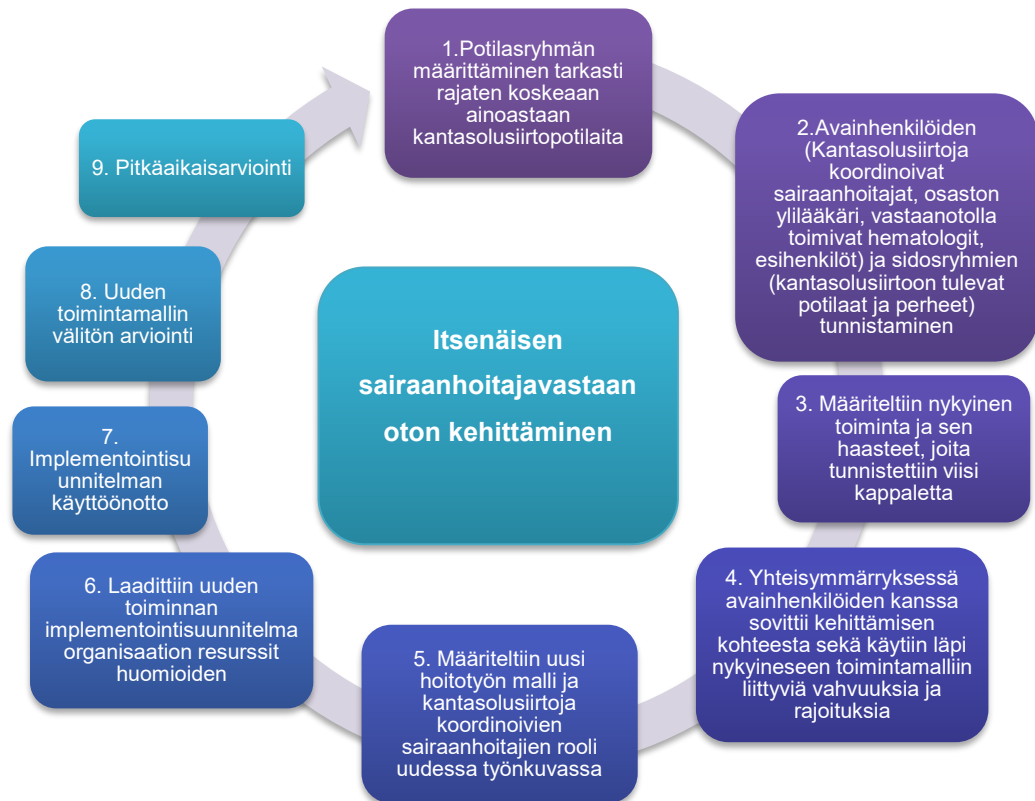 1.Potilasryhmän
määrittäminen tarkasti
rajaten koskeaan
ainoastaan
kantasolusiirtopotilaita
2.Avainhenkilöiden
(Kantasolusiirtoja
koordinoivat
sairaanhoitajat, osaston
ylilääkäri, vastaanotolla
toimivat hematologit,
esihenkilöt) ja sidosryhmien
(kantasolusiirtoon tulevat
potilaat ja perheet)
tunnistaminen
3. Määriteltiin nykyinen
toiminta ja sen
haasteet, joita
tunnistettiin viisi
kappaletta
4. Yhteisymmärryksessä
avainhenkilöiden kanssa
sovittii kehittämisen
kohteesta sekä käytiin läpi
nykyineseen toimintamalliin
liittyviä vahvuuksia ja
rajoituksia
5. Määriteltiin uusi
hoitotyön malli ja
kantasolusiirtoja
koordinoivien
sairaanhoitajien rooli
uudessa työnkuvassa
6. Laadittiin uuden
toiminnan
implementointisuunnitelma
organisaation resurssit
huomioiden
7.
Implementointisu
unnitelman
käyttöönotto
8. Uuden
toimintamallin
välitön arviointi
9. Pitkäaikaisarviointi
Itsenäisen
sairaanhoitajavastaan
oton kehittäminen